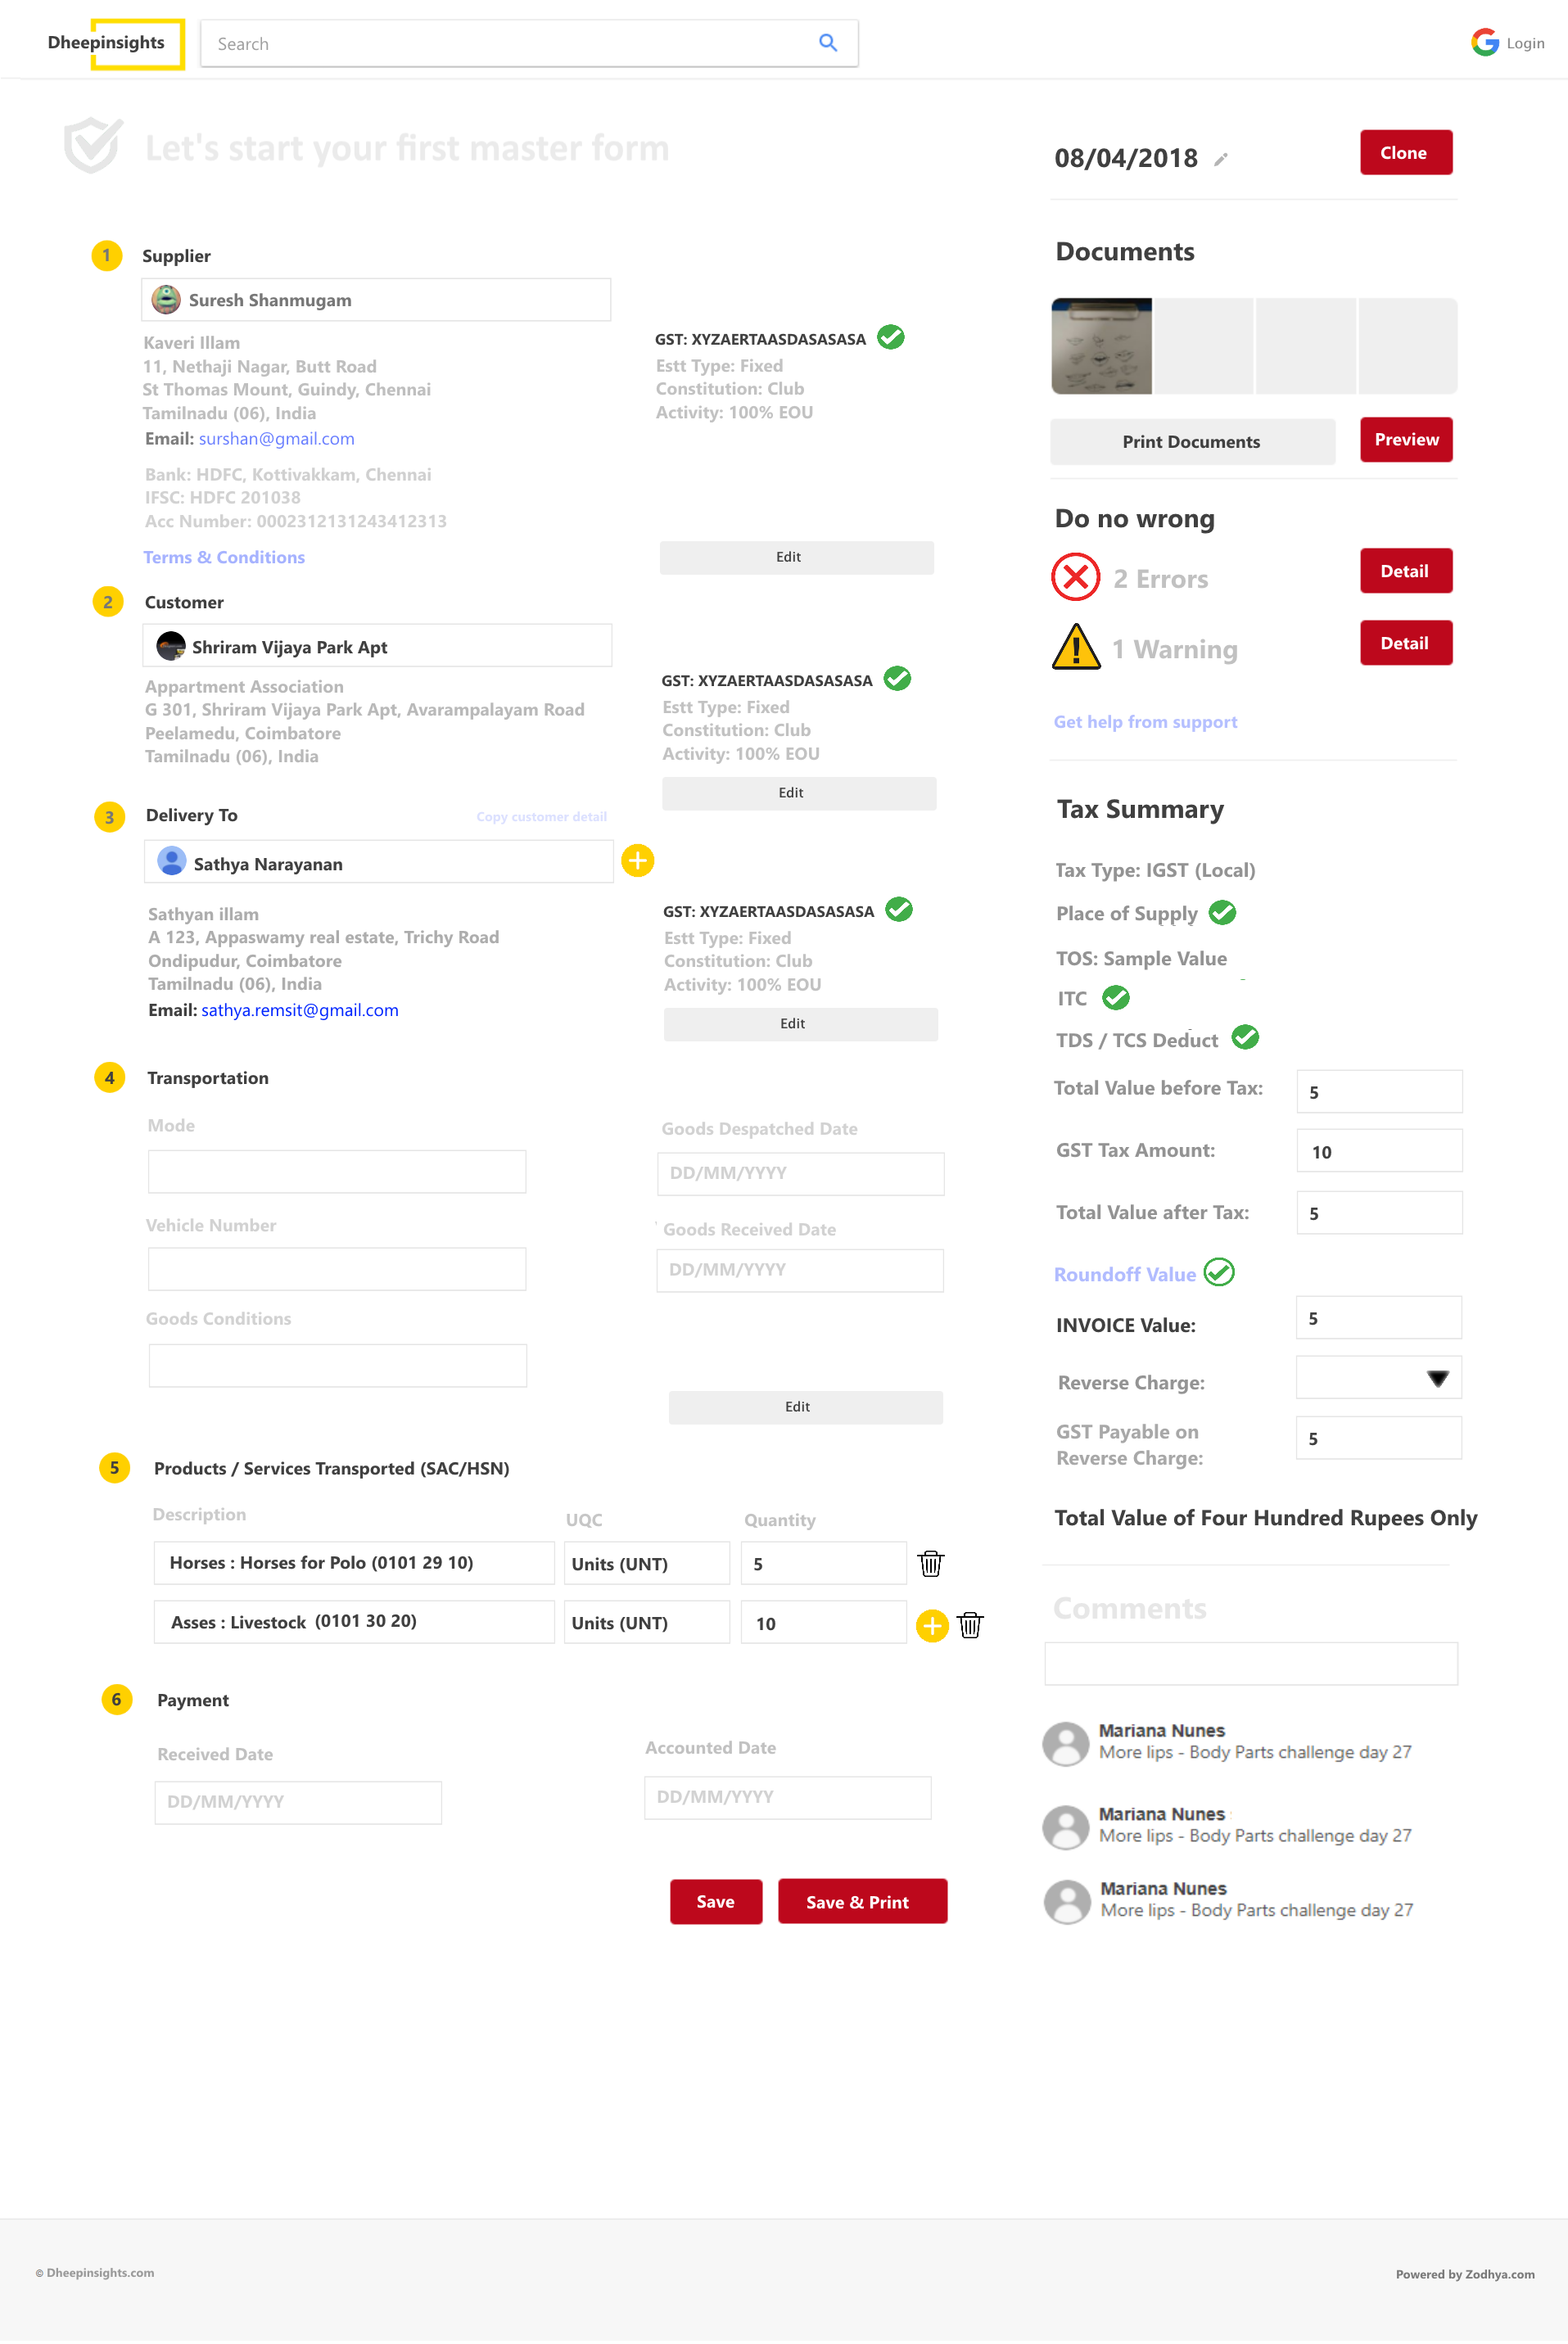 Dheepinsights
Search
Login
Let's start your first master form
08/04/2018
Clone
1
Supplier
Suresh Shanmugam
Kaveri Illam
11, Nethaji Nagar, Butt Road
St Thomas Mount, Guindy, Chennai
Tamilnadu (06), India
Email: surshan@gmail.com
Bank: HDFC, Kottivakkam, Chennai
IFSC: HDFC 201038
Acc Number: 0002312131243412313
Terms & Conditions
GST: XYZAERTAASDASASASA
Estt Type: Fixed
Constitution: Club
Activity: 100% EOU
Edit
2
Customer
Shriram Vijaya Park Apt
Appartment Association
G 301, Shriram Vijaya Park Apt, Avarampalayam Road
Peelamedu, Coimbatore
Tamilnadu (06), India
GST: XYZAERTAASDASASASA
Estt Type: Fixed
Constitution: Club
Activity: 100% EOU
Edit
3
Delivery To
Copy customer detail
Sathya Narayanan
Sathyan illam
A 123, Appaswamy real estate, Trichy Road
Ondipudur, Coimbatore
Tamilnadu (06), India
Email: sathya.remsit@gmail.com
GST: XYZAERTAASDASASASA
Estt Type: Fixed
Constitution: Club
Activity: 100% EOU
Edit
4
Transportation
Mode
Goods Despatched Date
DD/MM/YYYY
Vehicle Number
Goods Received Date
DD/MM/YYYY
Goods Conditions
Edit
5
Products / Services Transported (SAC/HSN)
Description
UQC
Quantity
Horses : Horses for Polo (0101 29 10)
Units (UNT)
5
Asses : Livestock (0101 30 20)
Units (UNT)
10
6
Payment
Received Date
DD/MM/YYYY
Accounted Date
DD/MM/YYYY
Save
Save & Print
Documents
Print Documents
Preview
Do no wrong
2 Errors
Detail
1 Warning
Detail
Get help from support
Tax Summary
Tax Type: IGST (Local)
Place of Supply
TOS: Sample Value
ITC
TDS / TCS Deduct
Total Value before Tax:
5
GST Tax Amount:
10
Total Value after Tax:
5
Roundoff Value
INVOICE Value:
5
Reverse Charge:
GST Payable on
Reverse Charge:
5
Total Value of Four Hundred Rupees Only
Comments
Mariana Nunes
More lips - Body Parts challenge day 27
Mariana Nunes
More lips - Body Parts challenge day 27
Mariana Nunes
More lips - Body Parts challenge day 27
© Dheepinsights.com
Powered by Zodhya.com